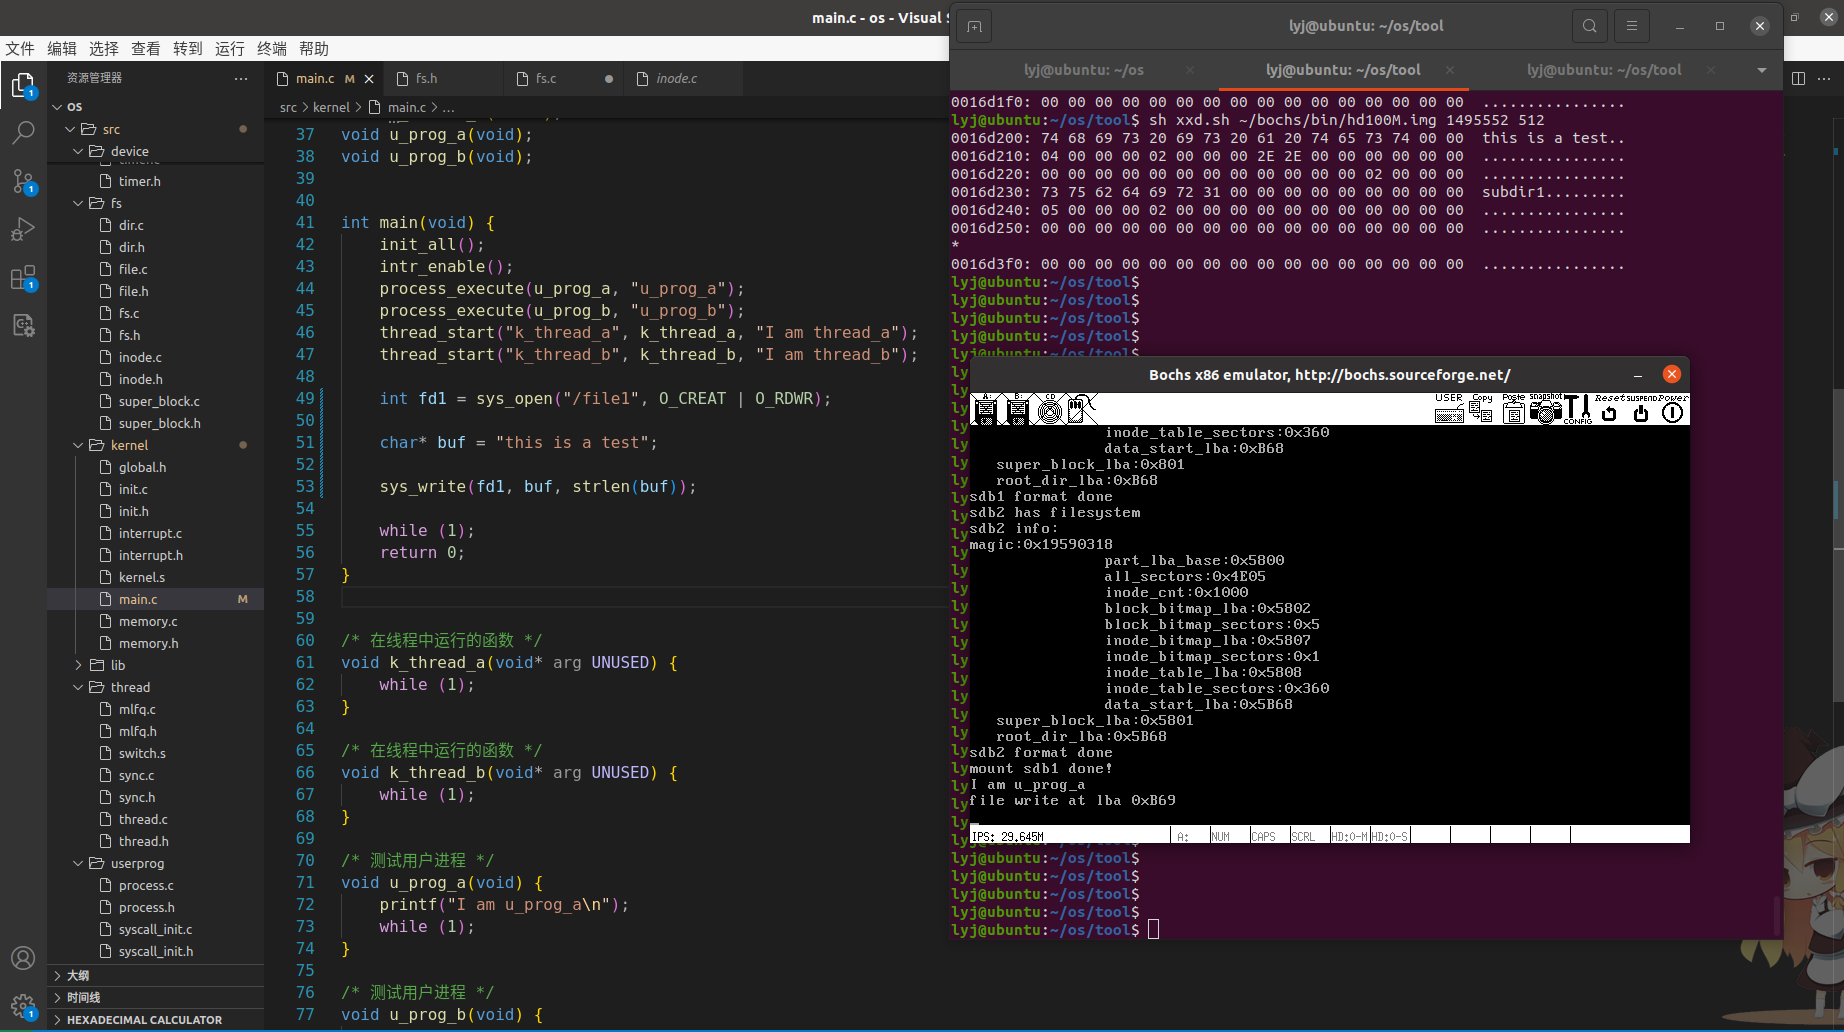 main.c - os - Visual S
文件 编辑 选择 查看 转到 运行 终端 帮助
资源管理器
OS
src
device
timer.h
fs
dir.c
dir.h
file.c
file.h
fs.c
fs.h
inode.c
inode.h
super_block.c
super_block.h
kernel
global.h
init.c
init.h
interrupt.c
interrupt.h
kernel.s
main.c M
memory.c
memory.h
lib
thread
mlfq.c
mlfq.h
switch.s
sync.c
sync.h
thread.c
thread.h
userprog
process.c
process.h
syscall_init.c
syscall_init.h
大纲
时间线
HEXADECIMAL CALCULATOR
main.c M fs.h fs.c inode.c
src > kernel > main.c > ...
37 void u_prog_a(void);
38 void u_prog_b(void);
39
40
41 int main(void) {
42 init_all();
43 intr_enable();
44 process_execute(u_prog_a, "u_prog_a");
45 process_execute(u_prog_b, "u_prog_b");
46 thread_start("k_thread_a", k_thread_a, "I am thread_a");
47 thread_start("k_thread_b", k_thread_b, "I am thread_b");
48
49 int fd1 = sys_open("/file1", O_CREAT | O_RDWR);
50
51 char* buf = "this is a test";
52
53 sys_write(fd1, buf, strlen(buf));
54
55 while (1);
56 return 0;
57 }
58
59
60 /* 在线程中运行的函数 */
61 void k_thread_a(void* arg UNUSED) {
62 while (1);
63 }
64
65 /* 在线程中运行的函数 */
66 void k_thread_b(void* arg UNUSED) {
67 while (1);
68 }
69
70 /* 测试用户进程 */
71 void u_prog_a(void) {
72 printf("I am u_prog_a\n");
73 while (1);
74 }
75
76 /* 测试用户进程 */
77 void u_prog_b(void) {
lyj@ubuntu: ~/os/tool
lyj@ubuntu: ~/os lyj@ubuntu: ~/os/tool lyj@ubuntu: ~/os/tool
0016d1f0: 00 00 00 00 00 00 00 00 00 00 00 00 00 00 00 00 ................
lyj@ubuntu:~/os/tool$ sh xxd.sh ~/bochs/bin/hd100M.img 1495552 512
0016d200: 74 68 69 73 20 69 73 20 61 20 74 65 73 74 00 00 this is a test..
0016d210: 04 00 00 00 02 00 00 00 2E 2E 00 00 00 00 00 00 ................
0016d220: 00 00 00 00 00 00 00 00 00 00 00 00 02 00 00 00 ................
0016d230: 73 75 62 64 69 72 31 00 00 00 00 00 00 00 00 00 subdir1.........
0016d240: 05 00 00 00 02 00 00 00 00 00 00 00 00 00 00 00 ................
0016d250: 00 00 00 00 00 00 00 00 00 00 00 00 00 00 00 00 ................
*
0016d3f0: 00 00 00 00 00 00 00 00 00 00 00 00 00 00 00 00 ................
lyj@ubuntu:~/os/tool$
lyj@ubuntu:~/os/tool$
lyj@ubuntu:~/os/tool$
lyj@ubuntu:~/os/tool$
lyj@ubuntu:~/os/tool$
Bochs x86 emulator, http://bochs.sourceforge.net/
A: B: CD USER Copy Paste snapshot CONFIG Reset SUSPEND Power
inode_table_sectors:0x360
data_start_lba:0xB68
super_block_lba:0x801
root_dir_lba:0xB68
sdb1 format done
sdb2 has filesystem
sdb2 info:
magic:0x19590318
part_lba_base:0x5800
all_sectors:0x4E05
inode_cnt:0x1000
block_bitmap_lba:0x5802
block_bitmap_sectors:0x5
inode_bitmap_lba:0x5807
inode_bitmap_sectors:0x1
inode_table_lba:0x5808
inode_table_sectors:0x360
data_start_lba:0x5B68
super_block_lba:0x5801
root_dir_lba:0x5B68
sdb2 format done
mount sdb1 done!
I am u_prog_a
file write at lba 0xB69
IPS: 29.645M A: NUM CAPS SCRL HD:0-M HD:0-S
lyj@ubuntu:~/os/tool$
lyj@ubuntu:~/os/tool$
lyj@ubuntu:~/os/tool$
lyj@ubuntu:~/os/tool$
lyj@ubuntu:~/os/tool$